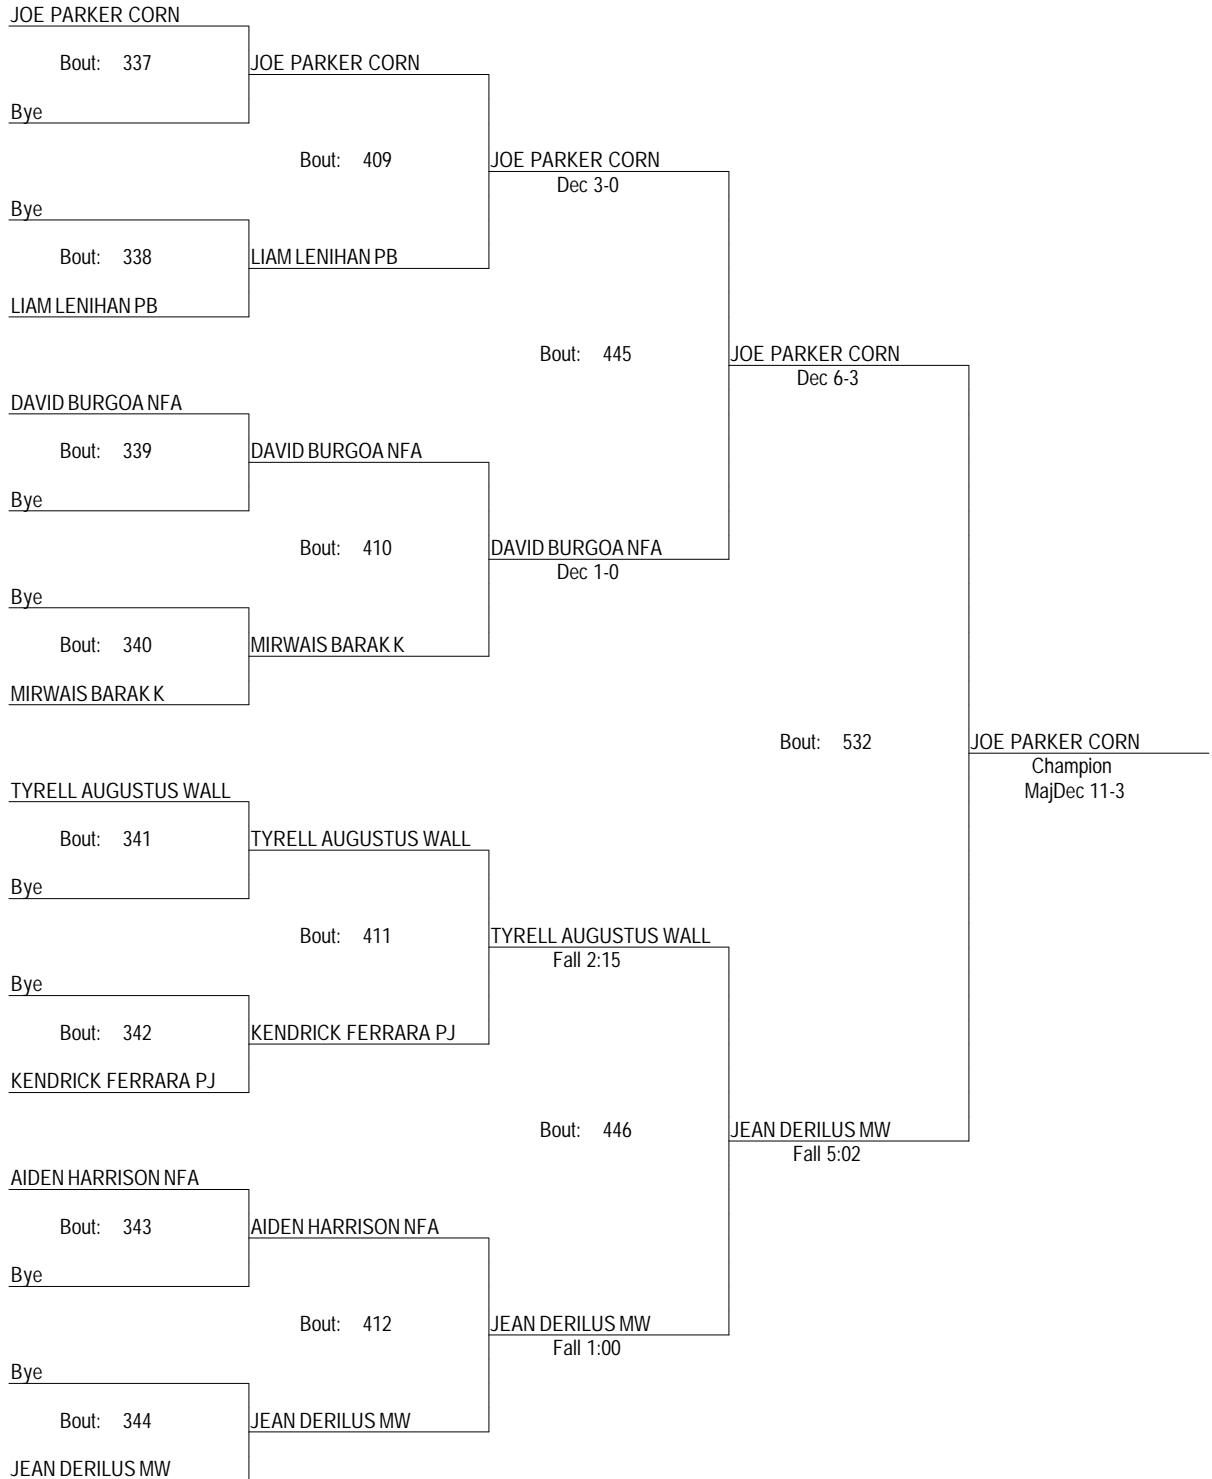 JOE PARKER CORN
Bout: 337 JOE PARKER CORN
Bye
Bout: 409 JOE PARKER CORN
Dec 3-0
Bye
Bout: 338 LIAM LENIHAN PB
LIAM LENIHAN PB
Bout: 445 JOE PARKER CORN
Dec 6-3
DAVID BURGOA NFA
Bout: 339 DAVID BURGOA NFA
Bye
Bout: 410 DAVID BURGOA NFA
Dec 1-0
Bye
Bout: 340 MIRWAIS BARAK K
MIRWAIS BARAK K
Bout: 532 JOE PARKER CORN
Champion
TYRELL AUGUSTUS WALL MajDec 11-3
Bout: 341 TYRELL AUGUSTUS WALL
Bye
Bout: 411 TYRELL AUGUSTUS WALL
Fall 2:15
Bye
Bout: 342 KENDRICK FERRARA PJ
KENDRICK FERRARA PJ
Bout: 446 JEAN DERILUS MW
Fall 5:02
AIDEN HARRISON NFA
Bout: 343 AIDEN HARRISON NFA
Bye
Bout: 412 JEAN DERILUS MW
Fall 1:00
Bye
Bout: 344 JEAN DERILUS MW
JEAN DERILUS MW